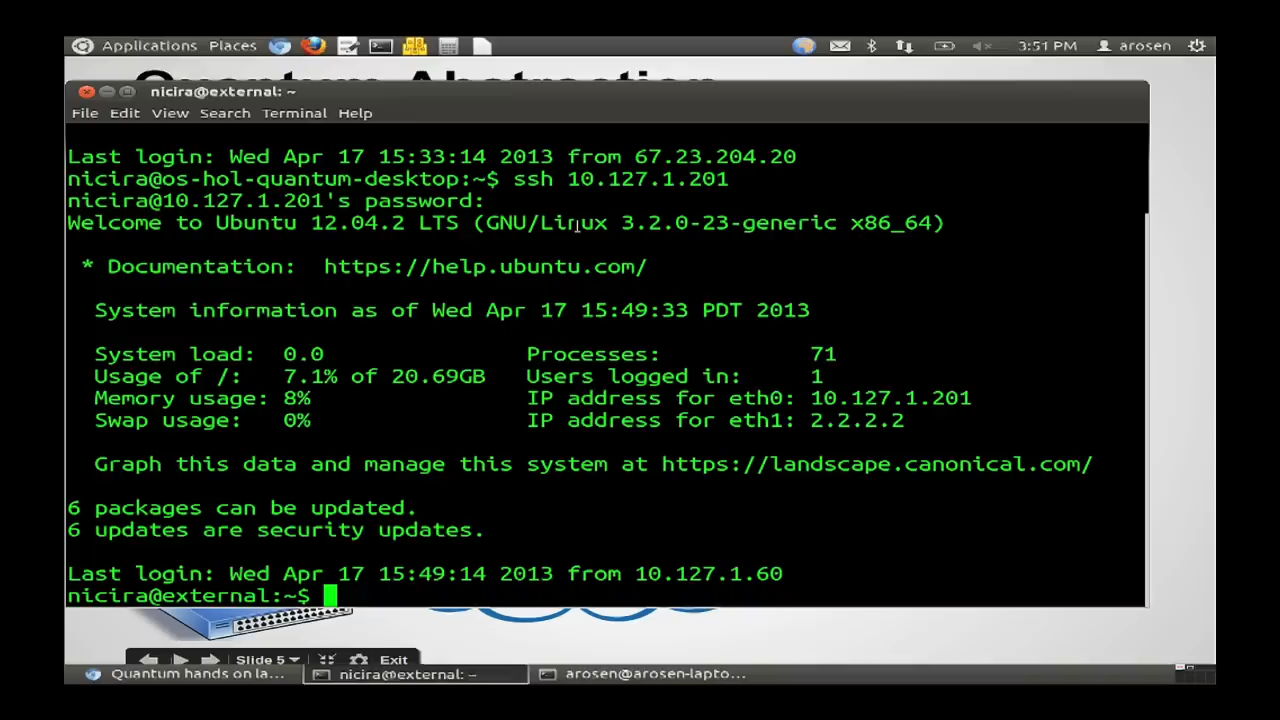 Applications Places 3:51 PM arosen
Quantum Abstraction
nicira@external: ~
File Edit View Search Terminal Help
Last login: Wed Apr 17 15:33:14 2013 from 67.23.204.20
nicira@os-hol-quantum-desktop:~$ ssh 10.127.1.201
nicira@10.127.1.201's password:
Welcome to Ubuntu 12.04.2 LTS (GNU/Linux 3.2.0-23-generic x86_64)
* Documentation: https://help.ubuntu.com/
System information as of Wed Apr 17 15:49:33 PDT 2013
System load: 0.0 Processes: 71
Usage of /: 7.1% of 20.69GB Users logged in: 1
Memory usage: 8% IP address for eth0: 10.127.1.201
Swap usage: 0% IP address for eth1: 2.2.2.2
Graph this data and manage this system at https://landscape.canonical.com/
6 packages can be updated.
6 updates are security updates.
Last login: Wed Apr 17 15:49:14 2013 from 10.127.1.60
nicira@external:~$
Slide 5 Exit
Quantum hands on la... nicira@external: ~ arosen@arosen-lapto...